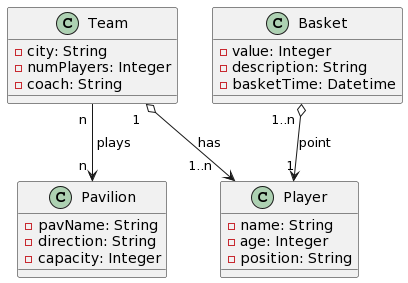 C Team
city: String
numPlayers: Integer
coach: String
C Basket
value: Integer
description: String
basketTime: Datetime
n
plays
n
1
has
1..n
1..n
point
1
C Pavilion
pavName: String
direction: String
capacity: Integer
C Player
name: String
age: Integer
position: String